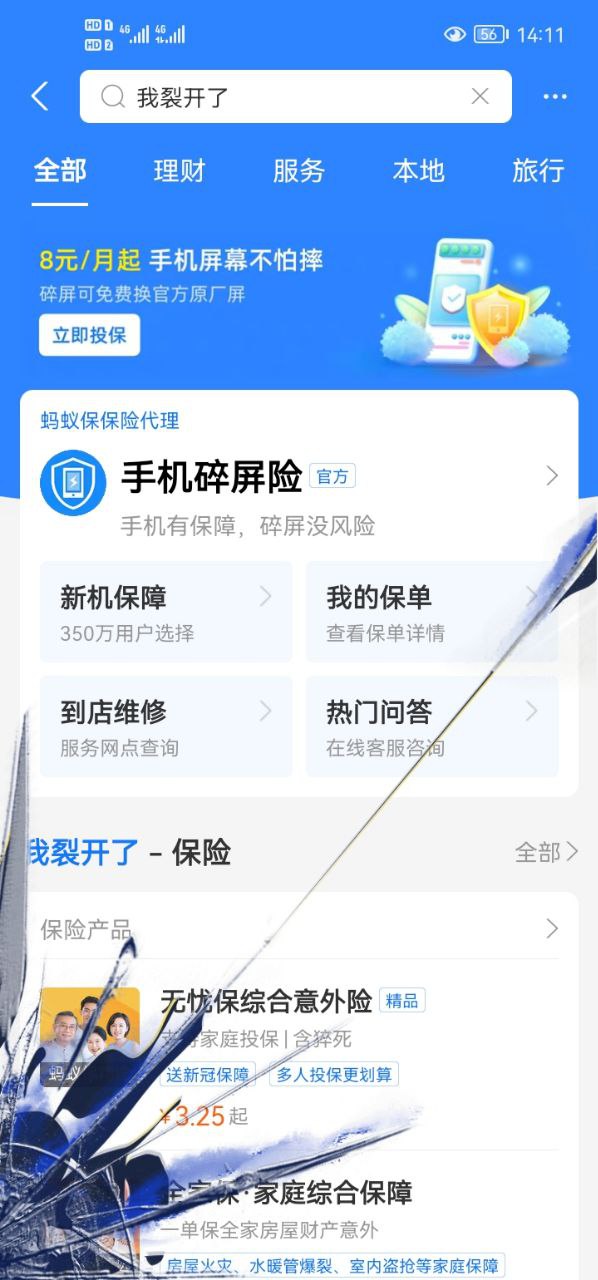 HD 1 4G 4G 56 14:11
HD 2
我裂开了
全部 理财 服务 本地 旅行
8元/月起 手机屏幕不怕摔
碎屏可免费换官方原厂屏
立即投保
蚂蚁保保险代理
手机碎屏险 官方
手机有保障，碎屏没风险
新机保障
350万用户选择
我的保单
查看保单详情
到店维修
服务网点查询
热门问答
在线客服咨询
我裂开了 - 保险
全部
保险产品
无忧保综合意外险 精品
支持家庭投保 | 含猝死
送新冠保障 多人投保更划算
¥3.25 起
蚂蚁
全家保·家庭综合保障
一单保全家房屋财产意外
房屋火灾、水暖管爆裂、室内盗抢等家庭保障